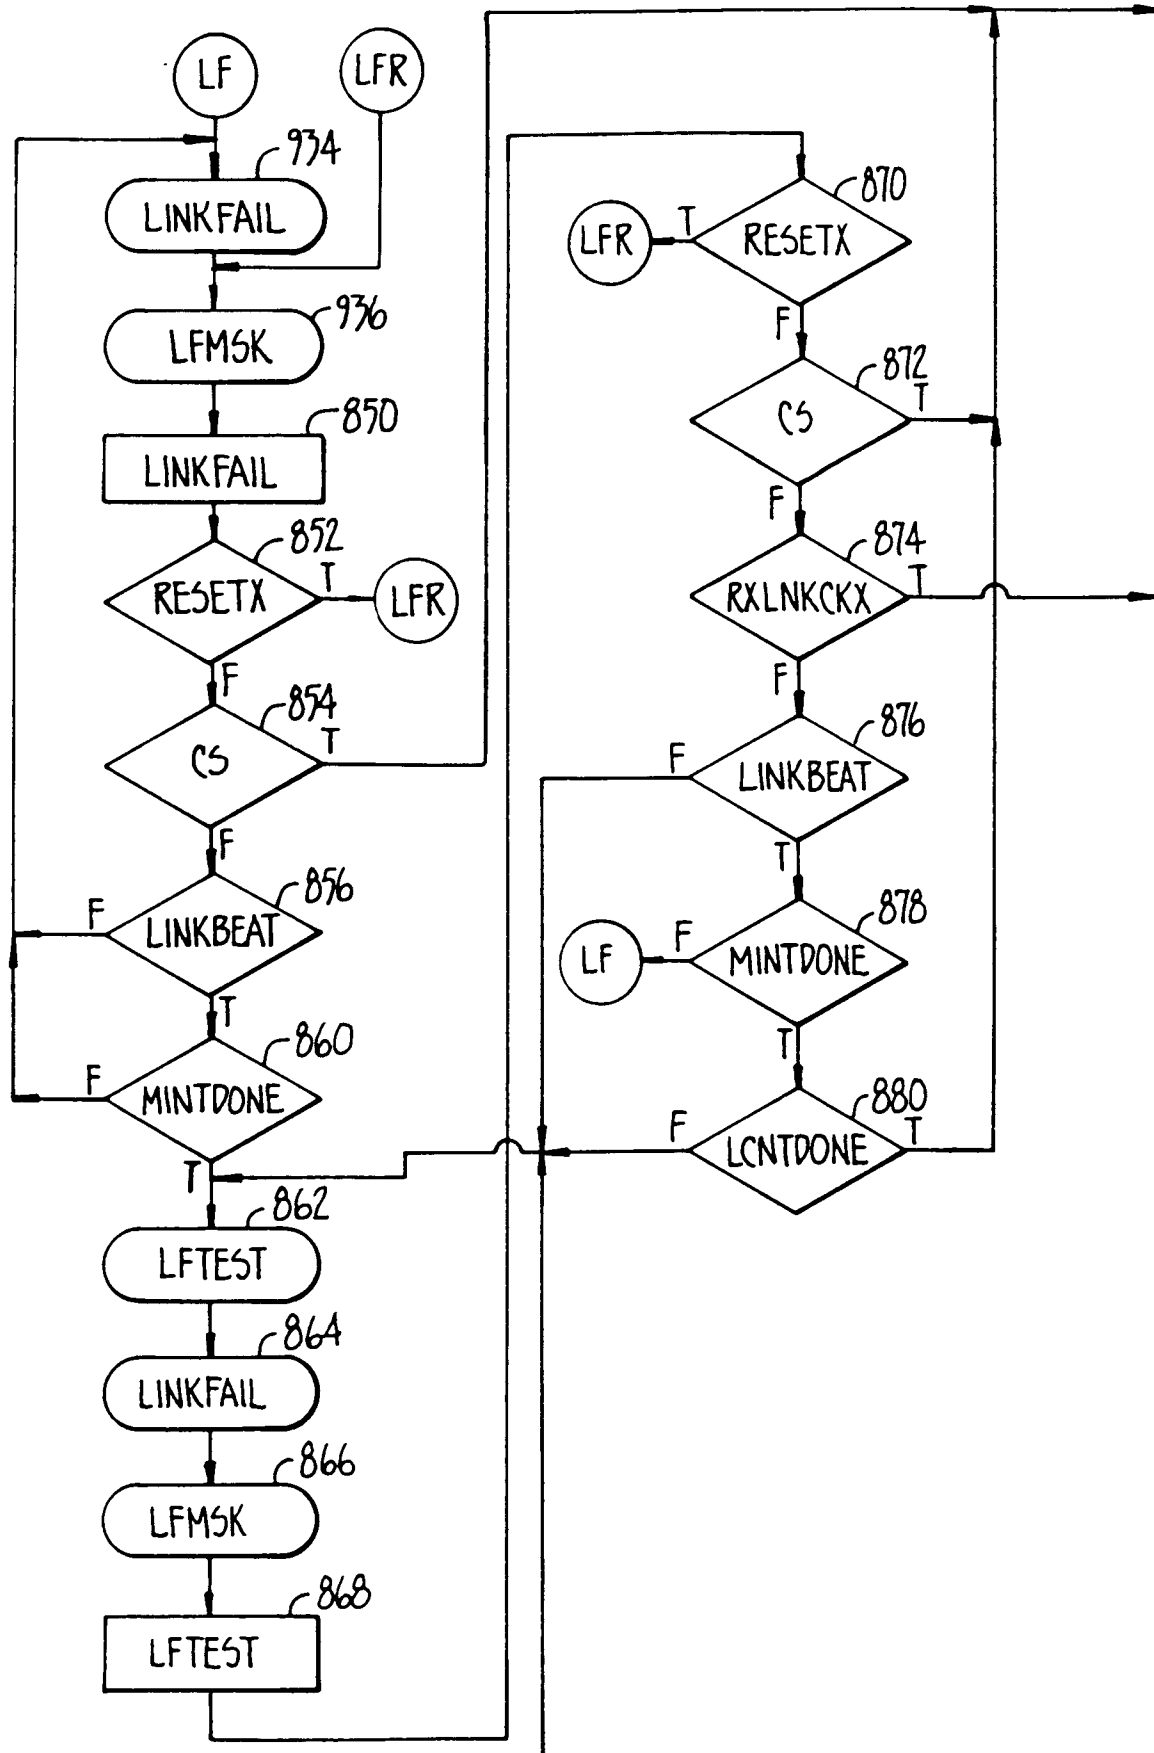 LF
LFR
934
LINKFAIL
936
LFMSK
850
LINKFAIL
852
RESETX
T
LFR
F
854
CS
T
F
856
F
LINKBEAT
T
860
F
MINTDONE
T
862
LFTEST
864
LINKFAIL
866
LFMSK
868
LFTEST
870
LFR
T
RESETX
F
872
CS
T
F
874
RXLNKCKX
T
F
876
F
LINKBEAT
T
878
LF
F
MINTDONE
T
880
F
LCNTDONE
T